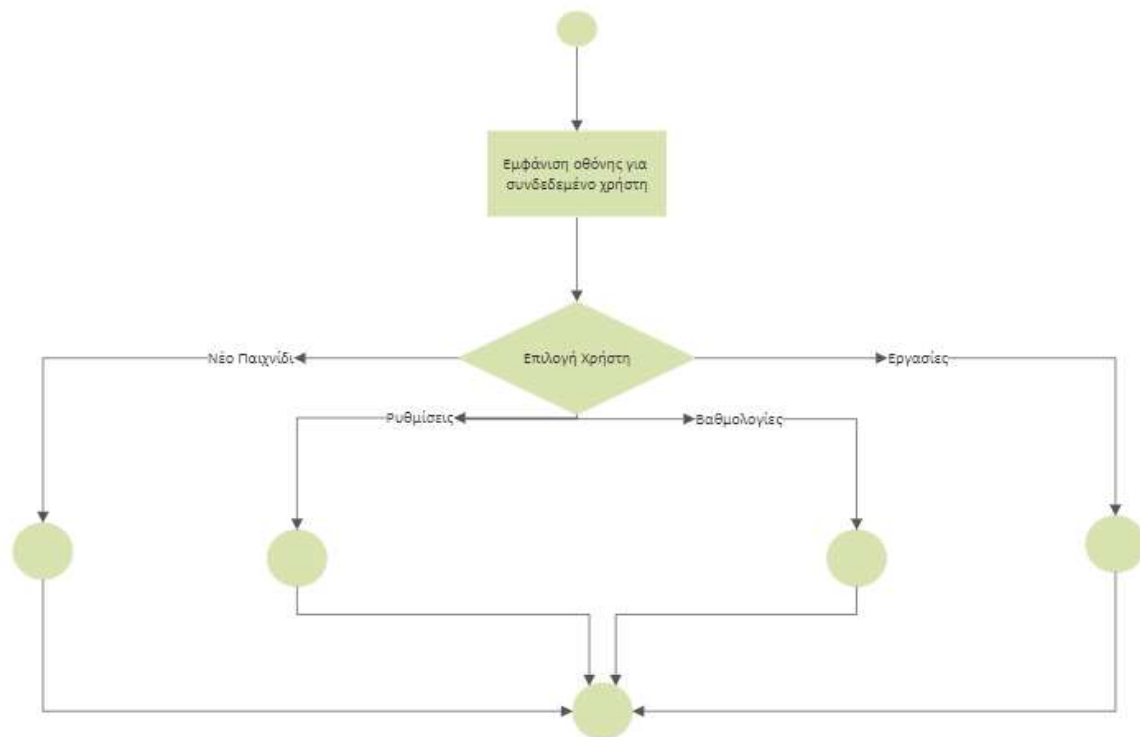 Εμφάνιση οθόνης για
συνδεδεμένο χρήστη
Επιλογή Χρήστη
Νέο Παιχνίδι
Εργασίες
Ρυθμίσεις
Βαθμολογίες